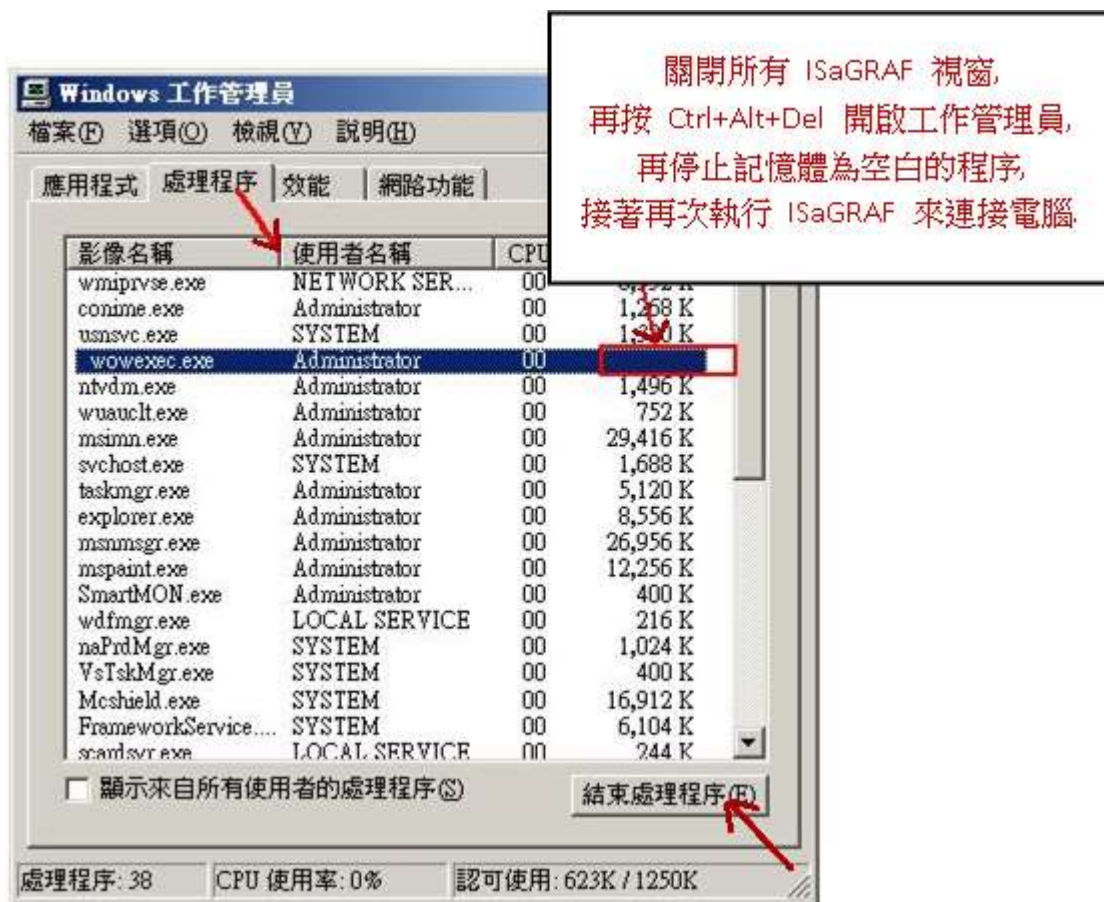 關閉所有 ISaGRAF 視窗,
再按 Ctrl+Alt+Del 開啟工作管理員,
再停止記憶體為空白的程序,
接著再次執行 ISaGRAF 來連接電腦.
Windows 工作管理員
檔案(F) 選項(O) 檢視(V) 說明(H)
應用程式 處理程序 效能 網路功能
影像名稱 使用者名稱 CPU
wmiprvse.exe NETWORK SER... 00
conime.exe Administrator 00 1,268 K
usnsvc.exe SYSTEM 00
wowexec.exe Administrator 00
ntvdm.exe Administrator 00 1,496 K
wuauclt.exe Administrator 00 752 K
msimn.exe Administrator 00 29,416 K
svchost.exe SYSTEM 00 1,688 K
taskmgr.exe Administrator 00 5,120 K
explorer.exe Administrator 00 8,556 K
msnmsgr.exe Administrator 00 26,956 K
mspaint.exe Administrator 00 12,256 K
SmartMON.exe Administrator 00 400 K
wdfmgr.exe LOCAL SERVICE 00 216 K
naPrdMgr.exe SYSTEM 00 1,024 K
VsTskMgr.exe SYSTEM 00 400 K
Mcshield.exe SYSTEM 00 16,912 K
FrameworkService.... SYSTEM 00 6,104 K
scardsvr.exe LOCAL SERVICE 00 244 K
顯示來自所有使用者的處理程序(S)
結束處理程序(E)
處理程序: 38 CPU 使用率: 0% 認可使用: 623K / 1250K